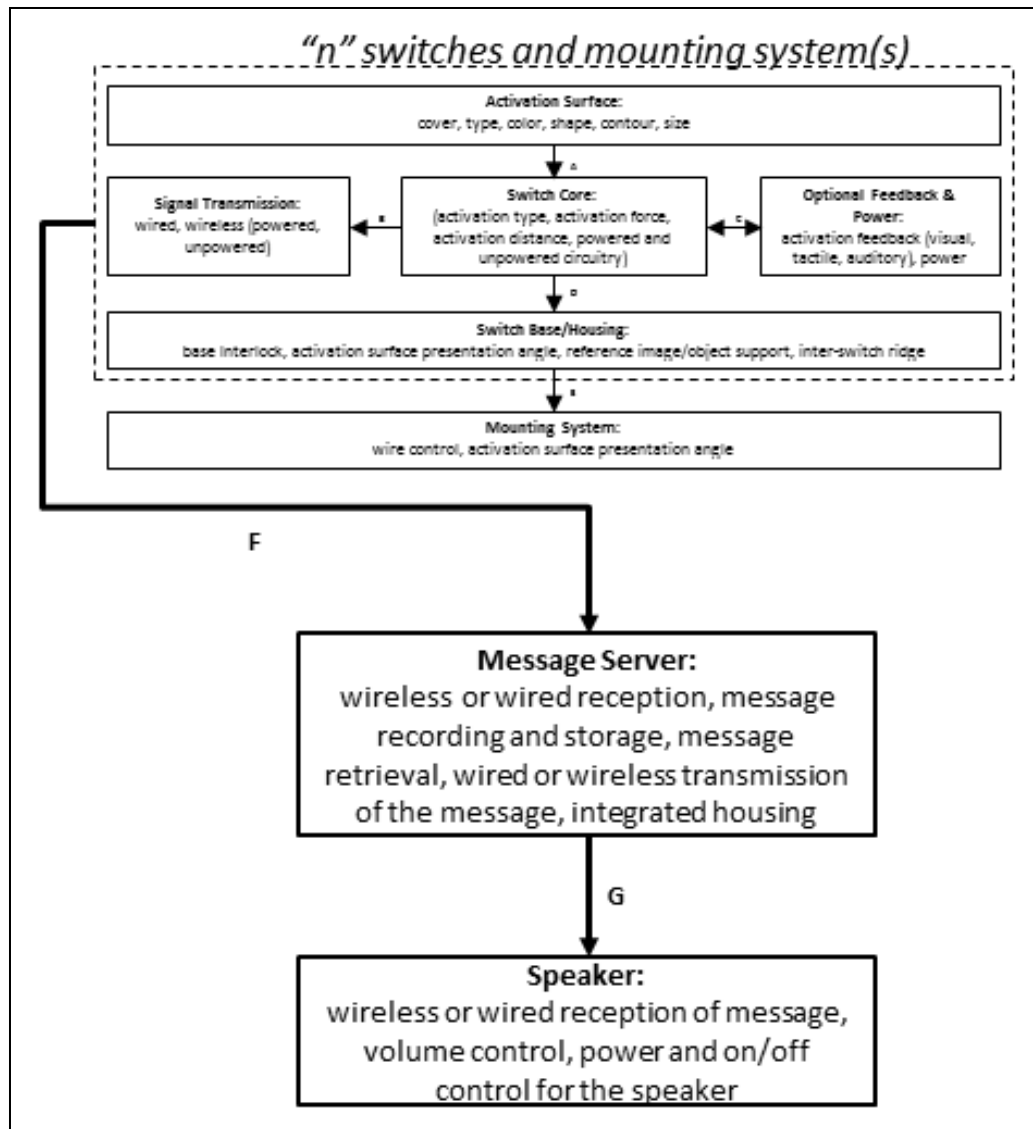 “n” switches and mounting system(s)
Activation Surface:
cover, type, color, shape, contour, size
A
Signal Transmission:
wired, wireless (powered,
unpowered)
B
Switch Core:
(activation type, activation force,
activation distance, powered and
unpowered circuitry)
C
Optional Feedback &
Power:
activation feedback (visual,
tactile, auditory), power
D
Switch Base/Housing:
base interlock, activation surface presentation angle, reference image/object support, inter-switch ridge
E
Mounting System:
wire control, activation surface presentation angle
F
Message Server:
wireless or wired reception, message
recording and storage, message
retrieval, wired or wireless transmission
of the message, integrated housing
G
Speaker:
wireless or wired reception of message,
volume control, power and on/off
control for the speaker